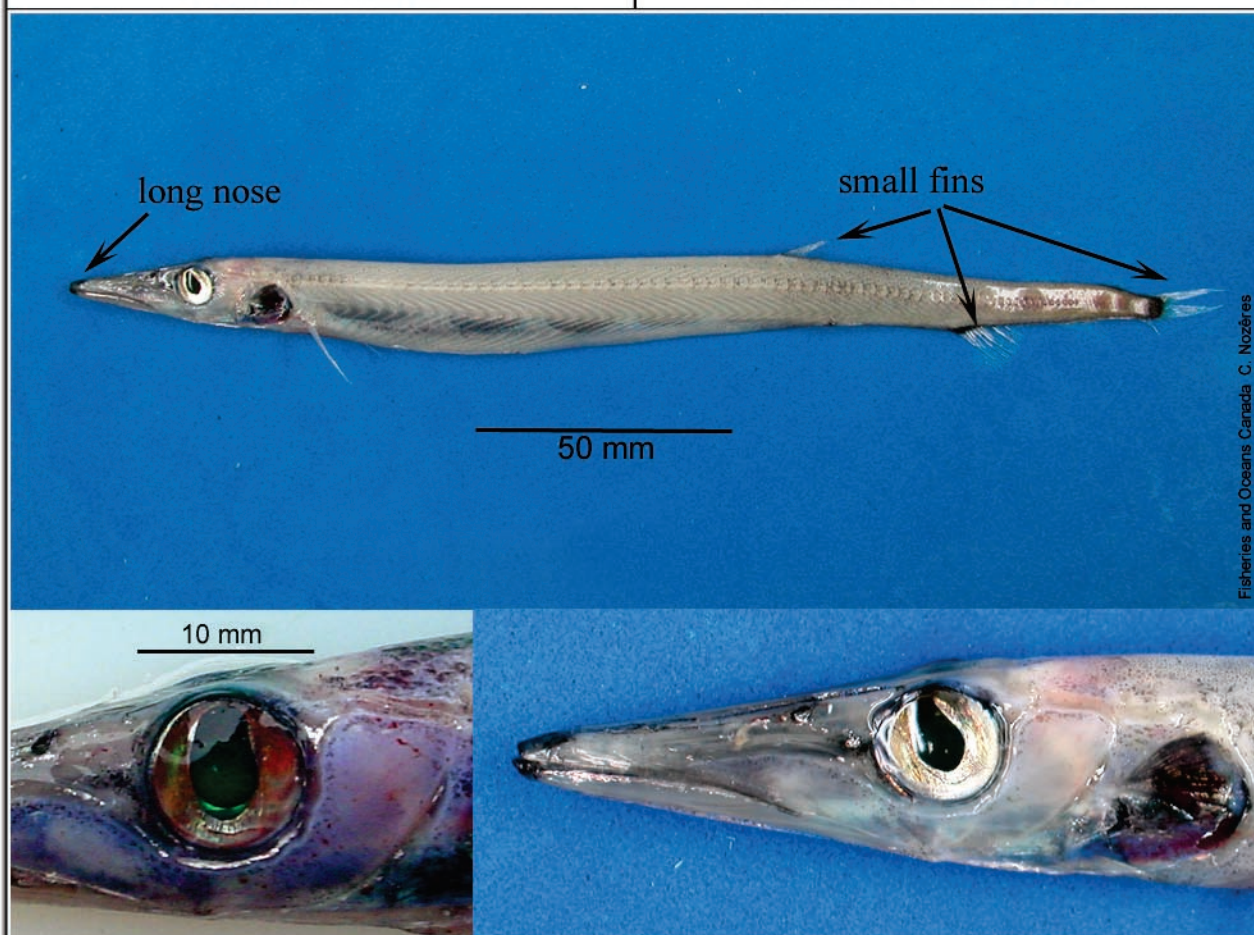 long nose
small fins
50 mm
Fisheries and Oceans Canada C. Nozères
10 mm